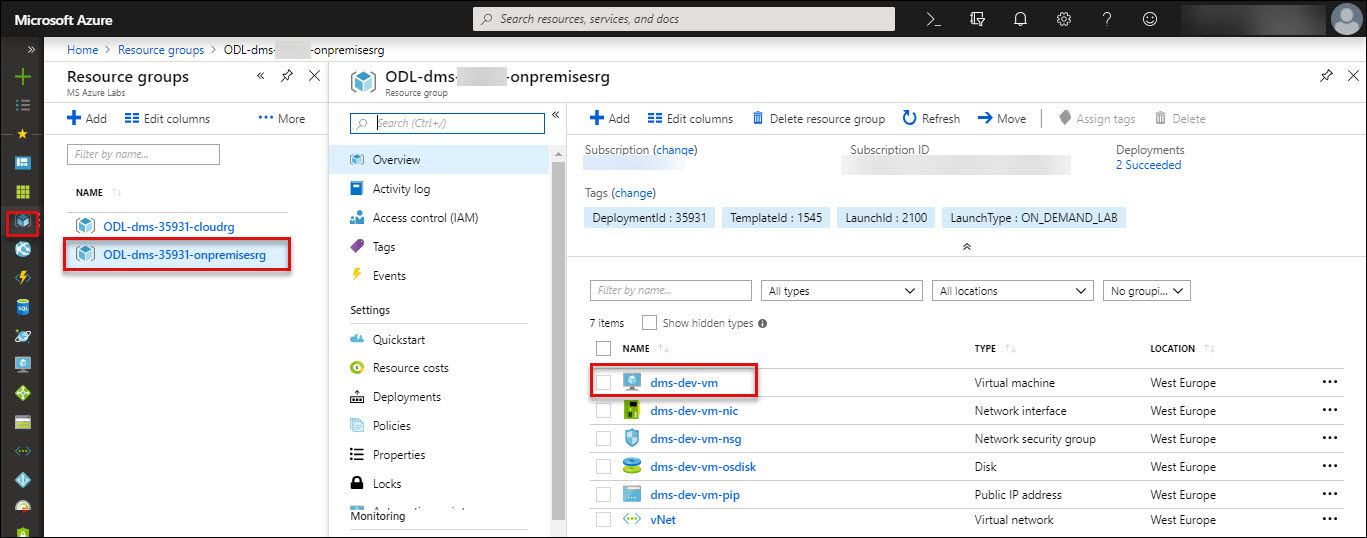 Microsoft Azure
Search resources, services, and docs
Home > Resource groups > ODL-dms- -onpremisesrg
Resource groups
MS Azure Labs
Add Edit columns ··· More
Filter by name...
NAME
ODL-dms-35931-cloudrg
ODL-dms-35931-onpremisesrg
ODL-dms- -onpremisesrg
Resource group
Search (Ctrl+/)
Overview
Activity log
Access control (IAM)
Tags
Events
Settings
Quickstart
Resource costs
Deployments
Policies
Properties
Locks
Monitoring
Add Edit columns Delete resource group Refresh Move Assign tags Delete
Subscription (change) Subscription ID Deployments
2 Succeeded
Tags (change)
DeploymentId : 35931 TemplateId : 1545 LaunchId : 2100 LaunchType : ON_DEMAND_LAB
Filter by name... All types All locations No groupi...
7 items Show hidden types
NAME TYPE LOCATION
dms-dev-vm Virtual machine West Europe ···
dms-dev-vm-nic Network interface West Europe ···
dms-dev-vm-nsg Network security group West Europe ···
dms-dev-vm-osdisk Disk West Europe ···
dms-dev-vm-pip Public IP address West Europe ···
vNet Virtual network West Europe ···